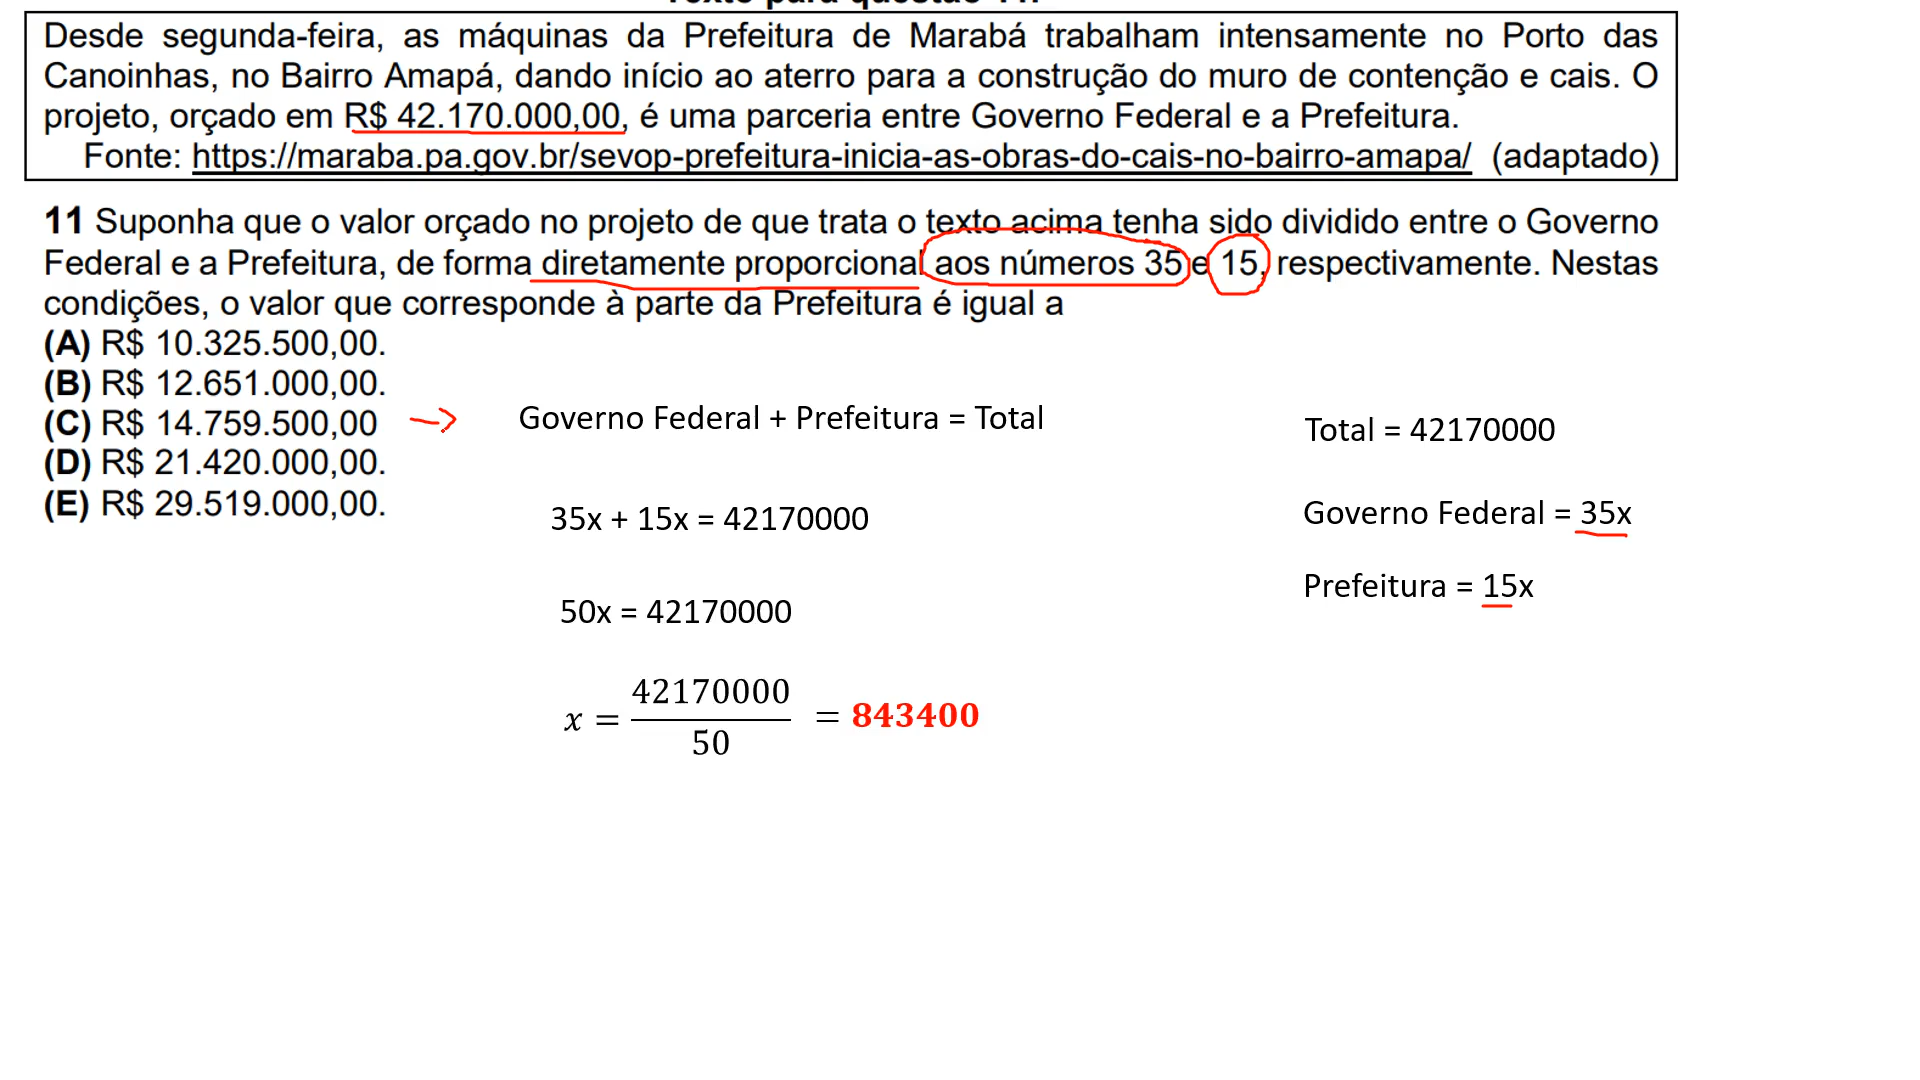 Texto para questão 11.
Desde segunda-feira, as máquinas da Prefeitura de Marabá trabalham intensamente no Porto das
Canoinhas, no Bairro Amapá, dando início ao aterro para a construção do muro de contenção e cais. O
projeto, orçado em R$ 42.170.000,00, é uma parceria entre Governo Federal e a Prefeitura.
Fonte: https://maraba.pa.gov.br/sevop-prefeitura-inicia-as-obras-do-cais-no-bairro-amapa/ (adaptado)
11 Suponha que o valor orçado no projeto de que trata o texto acima tenha sido dividido entre o Governo
Federal e a Prefeitura, de forma diretamente proporcional aos números 35 e 15, respectivamente. Nestas
condições, o valor que corresponde à parte da Prefeitura é igual a
(A) R$ 10.325.500,00.
(B) R$ 12.651.000,00.
(C) R$ 14.759.500,00
(D) R$ 21.420.000,00.
(E) R$ 29.519.000,00.
Governo Federal + Prefeitura = Total
35x + 15x = 42170000
50x = 42170000
x = 42170000/50 = 843400
Total = 42170000
Governo Federal = 35x
Prefeitura = 15x